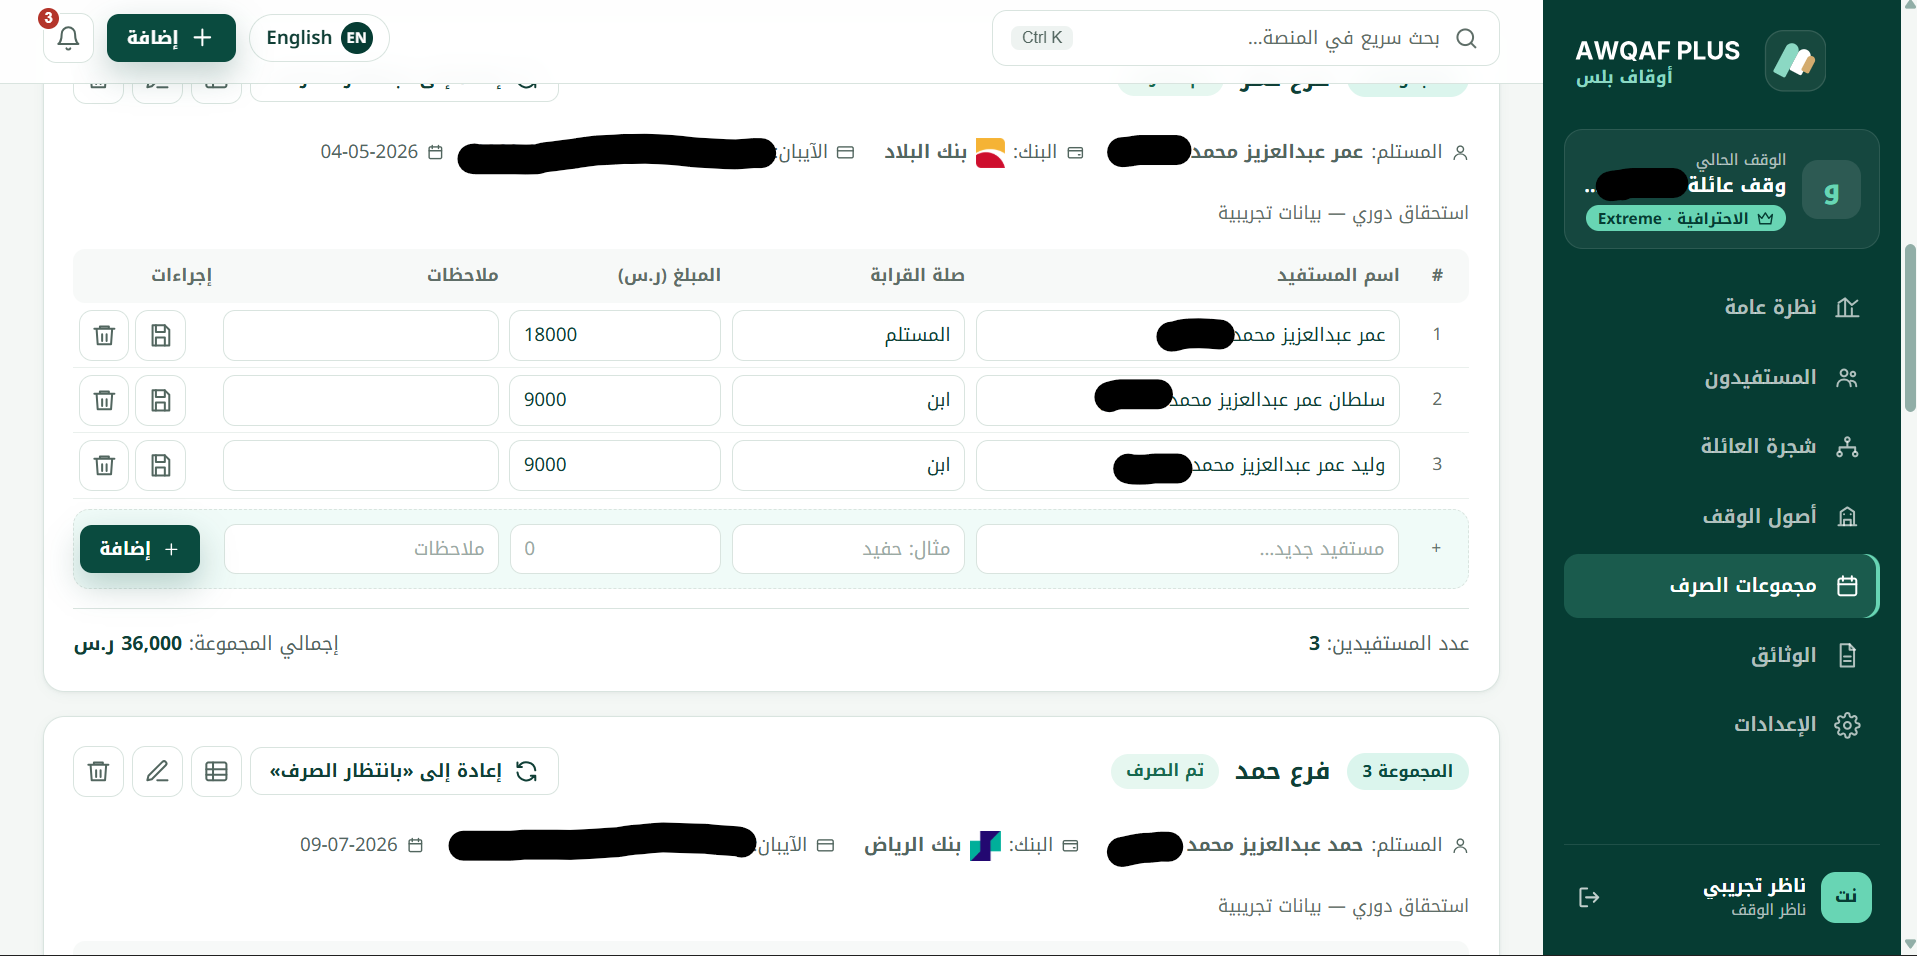 AWQAF PLUS
أوقاف بلس
الوقف الحالي
وقف عائلة ..
و
الاحترافية · Extreme
نظرة عامة
المستفيدون
شجرة العائلة
أصول الوقف
مجموعات الصرف
الوثائق
الإعدادات
نت
ناظر تجريبي
ناظر الوقف
بحث سريع في المنصة...
Ctrl K
English EN
إضافة
3
المستلم: عمر عبدالعزيز محمد
البنك: بنك البلاد
الآيبان:
04-05-2026
استحقاق دوري — بيانات تجريبية
# اسم المستفيد صلة القرابة المبلغ (ر.س) ملاحظات إجراءات
1 عمر عبدالعزيز محمد المستلم 18000
2 سلطان عمر عبدالعزيز محمد ابن 9000
3 وليد عمر عبدالعزيز محمد ابن 9000
+ مستفيد جديد... مثال: حفيد 0 ملاحظات إضافة
عدد المستفيدين: 3
إجمالي المجموعة: 36,000 ر.س
المجموعة 3 فرع حمد تم الصرف
إعادة إلى «بانتظار الصرف»
المستلم: حمد عبدالعزيز محمد
البنك: بنك الرياض
الآيبان:
09-07-2026
استحقاق دوري — بيانات تجريبية